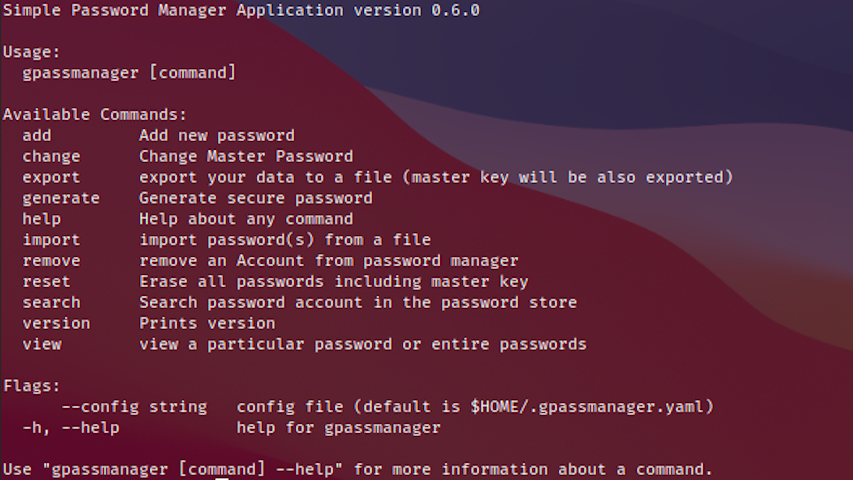 Simple Password Manager Application version 0.6.0
Usage:
gpassmanager [command]
Available Commands:
add Add new password
change Change Master Password
export export your data to a file (master key will be also exported)
generate Generate secure password
help Help about any command
import import password(s) from a file
remove remove an Account from password manager
reset Erase all passwords including master key
search Search password account in the password store
version Prints version
view view a particular password or entire passwords
Flags:
--config string config file (default is $HOME/.gpassmanager.yaml)
-h, --help help for gpassmanager
Use "gpassmanager [command] --help" for more information about a command.